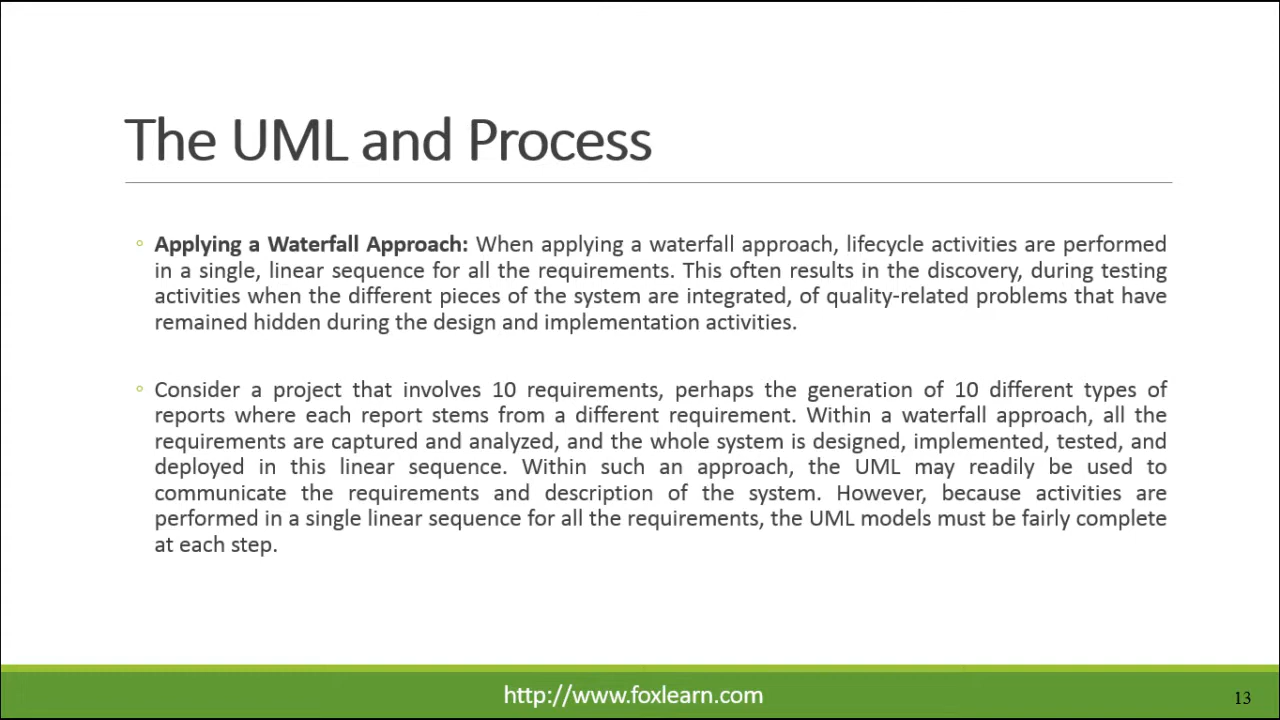 The UML and Process
◦ Applying a Waterfall Approach: When applying a waterfall approach, lifecycle activities are performed
in a single, linear sequence for all the requirements. This often results in the discovery, during testing
activities when the different pieces of the system are integrated, of quality-related problems that have
remained hidden during the design and implementation activities.
◦ Consider a project that involves 10 requirements, perhaps the generation of 10 different types of
reports where each report stems from a different requirement. Within a waterfall approach, all the
requirements are captured and analyzed, and the whole system is designed, implemented, tested, and
deployed in this linear sequence. Within such an approach, the UML may readily be used to
communicate the requirements and description of the system. However, because activities are
performed in a single linear sequence for all the requirements, the UML models must be fairly complete
at each step.
http://www.foxlearn.com
13